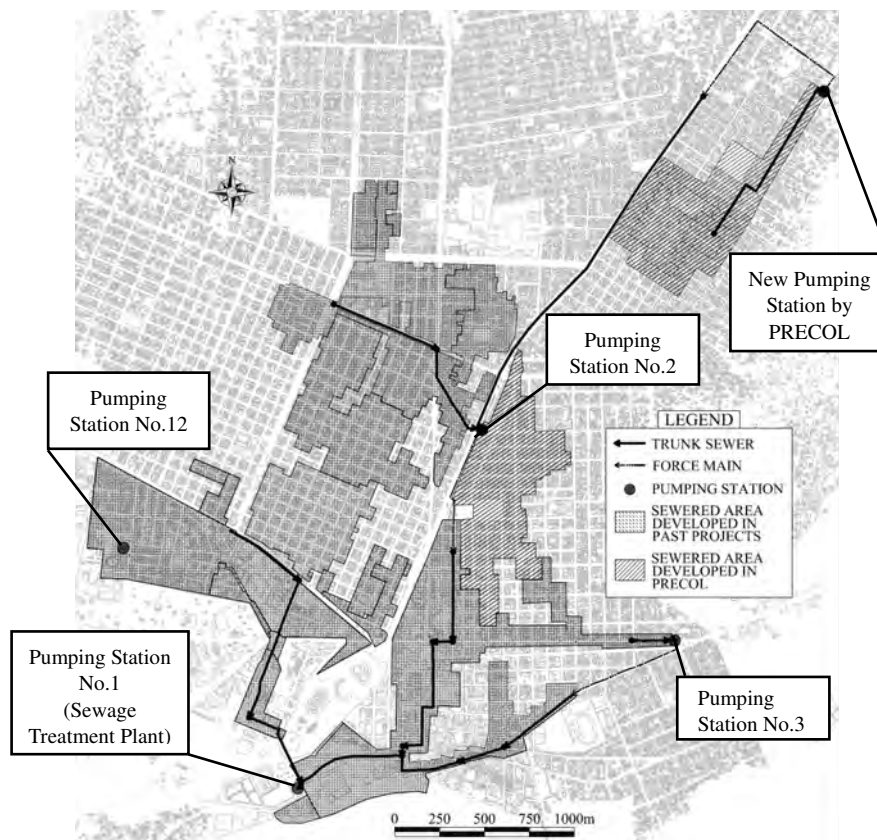 N
New Pumping
Station by
PRECOL
Pumping
Station No.2
Pumping
Station No.12
LEGEND
TRUNK SEWER
FORCE MAIN
PUMPING STATION
SEWERED AREA
DEVELOPED IN
PAST PROJECTS
SEWERED AREA
DEVELOPED IN
PRECOL
Pumping Station
No.1
(Sewage
Treatment Plant)
Pumping
Station No.3
0 250 500 750 1000m